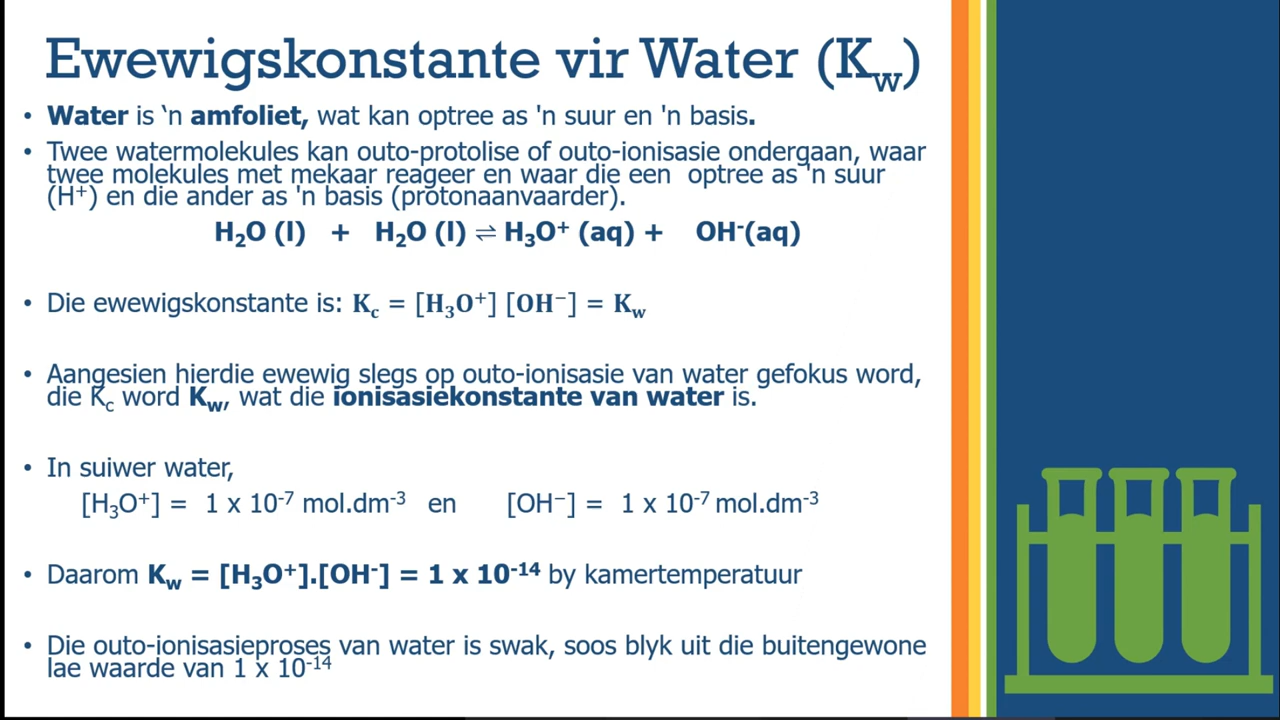 Ewewigskonstante vir Water (K_w)
• Water is ‘n amfoliet, wat kan optree as 'n suur en 'n basis.
• Twee watermolekules kan outo-protolise of outo-ionisasie ondergaan, waar
twee molekules met mekaar reageer en waar die een optree as 'n suur
(H⁺) en die ander as 'n basis (protonaanvaarder).
H₂O (l) + H₂O (l) ⇌ H₃O⁺ (aq) + OH⁻(aq)
• Die ewewigskonstante is: K_c = [H₃O⁺] [OH⁻] = K_w
• Aangesien hierdie ewewig slegs op outo-ionisasie van water gefokus word,
die K_c word K_w, wat die ionisasiekonstante van water is.
• In suiwer water,
[H₃O⁺] = 1 x 10⁻⁷ mol.dm⁻³ en [OH⁻] = 1 x 10⁻⁷ mol.dm⁻³
• Daarom K_w = [H₃O⁺].[OH⁻] = 1 x 10⁻¹⁴ by kamertemperatuur
• Die outo-ionisasieproses van water is swak, soos blyk uit die buitengewone
lae waarde van 1 x 10⁻¹⁴